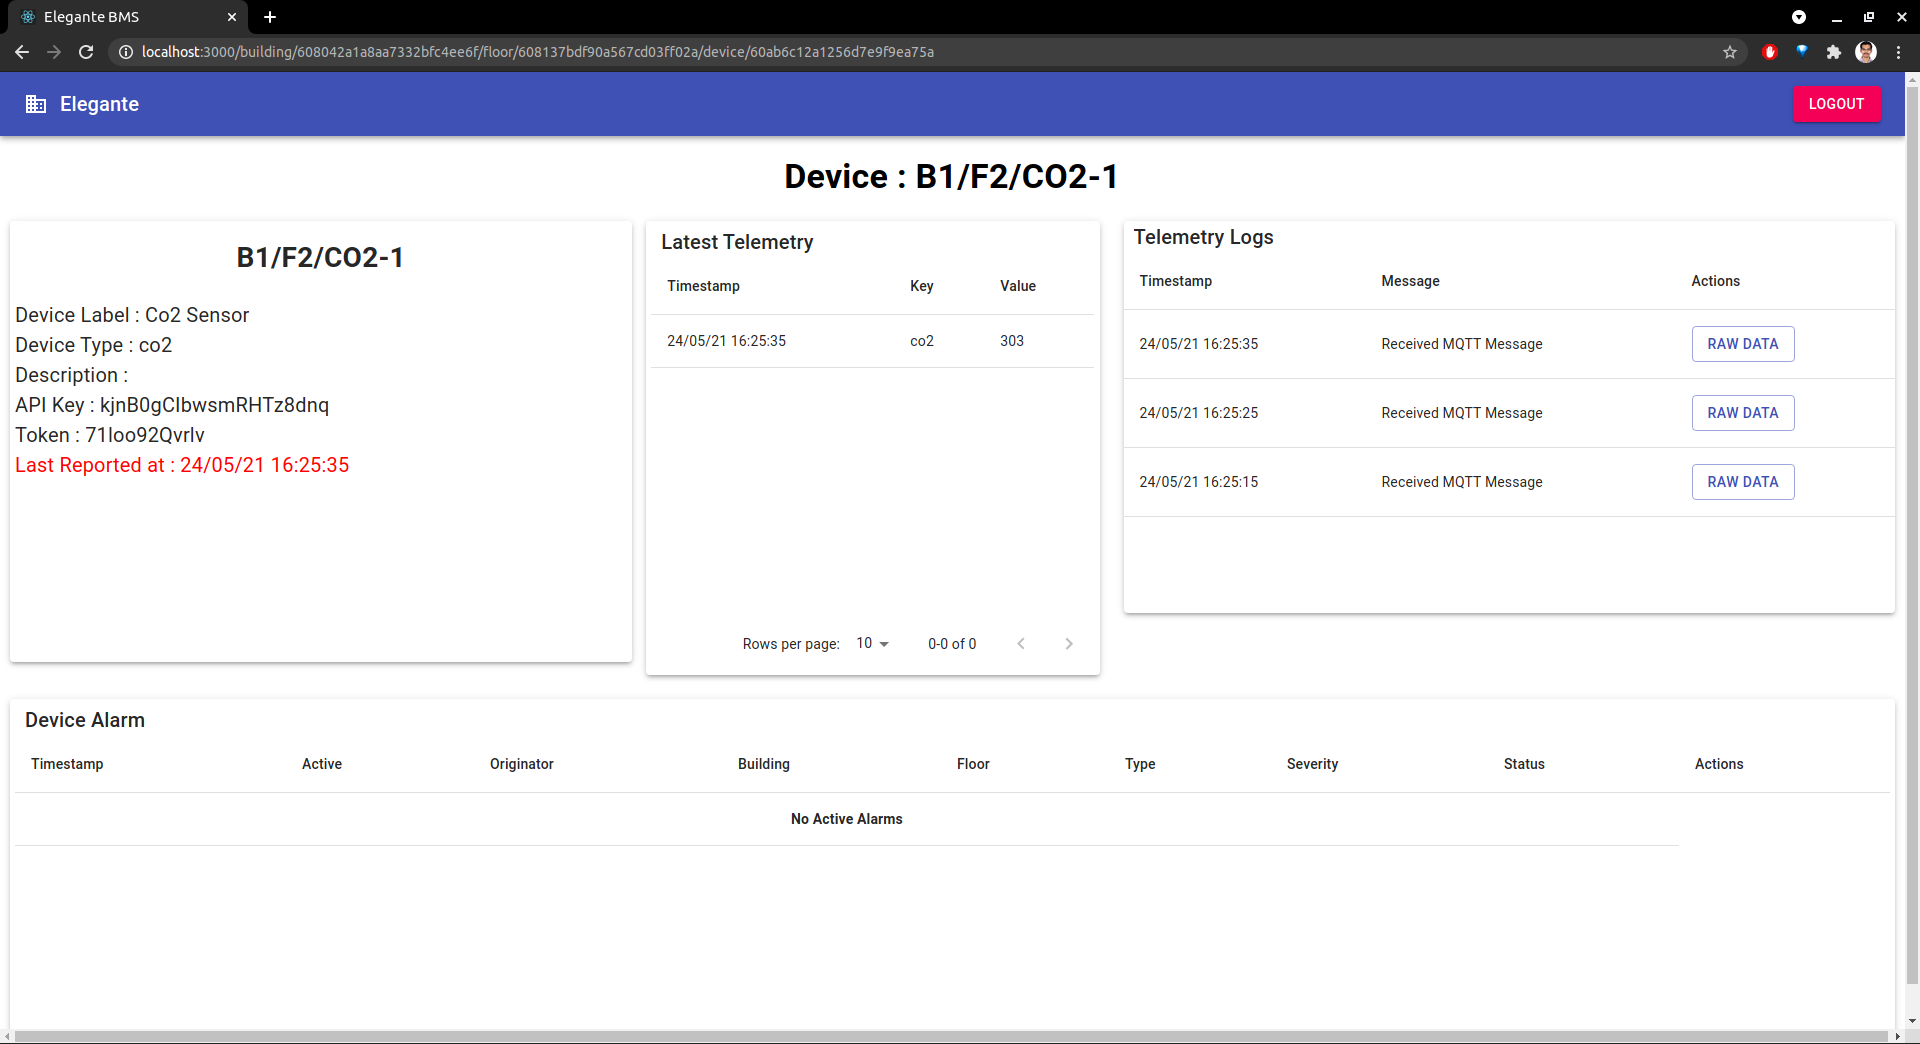 Elegante BMS
localhost:3000/building/608042a1a8aa7332bfc4ee6f/floor/608137bdf90a567cd03ff02a/device/60ab6c12a1256d7e9f9ea75a
Elegante
LOGOUT
Device : B1/F2/CO2-1
B1/F2/CO2-1
Device Label : Co2 Sensor
Device Type : co2
Description :
API Key : kjnB0gCIbwsmRHTz8dnq
Token : 71loo92Qvrlv
Last Reported at : 24/05/21 16:25:35
Latest Telemetry
Timestamp Key Value
24/05/21 16:25:35 co2 303
Rows per page: 10 0-0 of 0
Telemetry Logs
Timestamp Message Actions
24/05/21 16:25:35 Received MQTT Message RAW DATA
24/05/21 16:25:25 Received MQTT Message RAW DATA
24/05/21 16:25:15 Received MQTT Message RAW DATA
Device Alarm
Timestamp Active Originator Building Floor Type Severity Status Actions
No Active Alarms